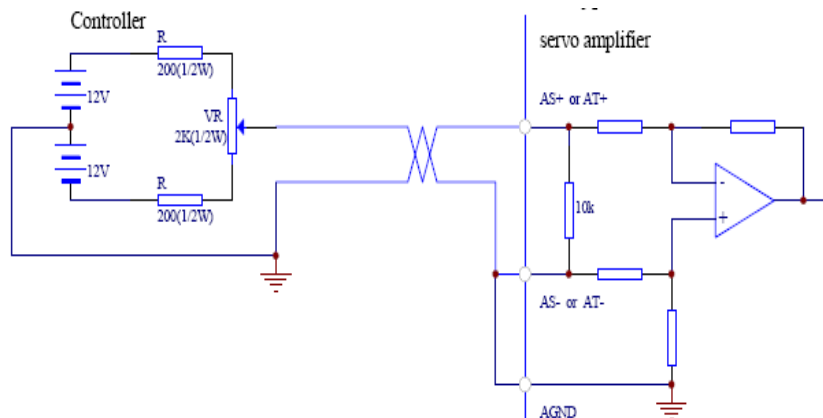 Controller
servo amplifier
R
200(1/2W)
AS+ or AT+
12V
VR
2K(1/2W)
-
12V
10k
+
R
200(1/2W)
AS- or AT-
AGND